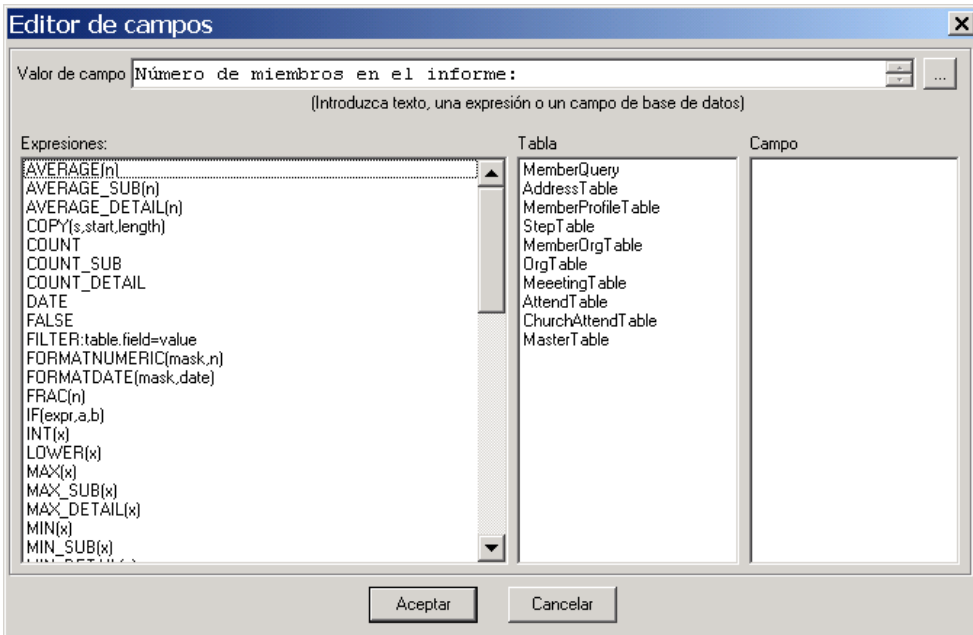 Editor de campos
Valor de campo Número de miembros en el informe: ...
(Introduzca texto, una expresión o un campo de base de datos)
Expresiones:
AVERAGE(n)
AVERAGE_SUB(n)
AVERAGE_DETAIL(n)
COPY(s,start,length)
COUNT
COUNT_SUB
COUNT_DETAIL
DATE
FALSE
FILTER:table.field=value
FORMATNUMERIC(mask,n)
FORMATDATE(mask,date)
FRAC(n)
IF(expr,a,b)
INT(x)
LOWER(x)
MAX(x)
MAX_SUB(x)
MAX_DETAIL(x)
MIN(x)
MIN_SUB(x)
Tabla
MemberQuery
AddressTable
MemberProfileTable
StepTable
MemberOrgTable
OrgTable
MeeetingTable
AttendTable
ChurchAttendTable
MasterTable
Campo
Aceptar
Cancelar